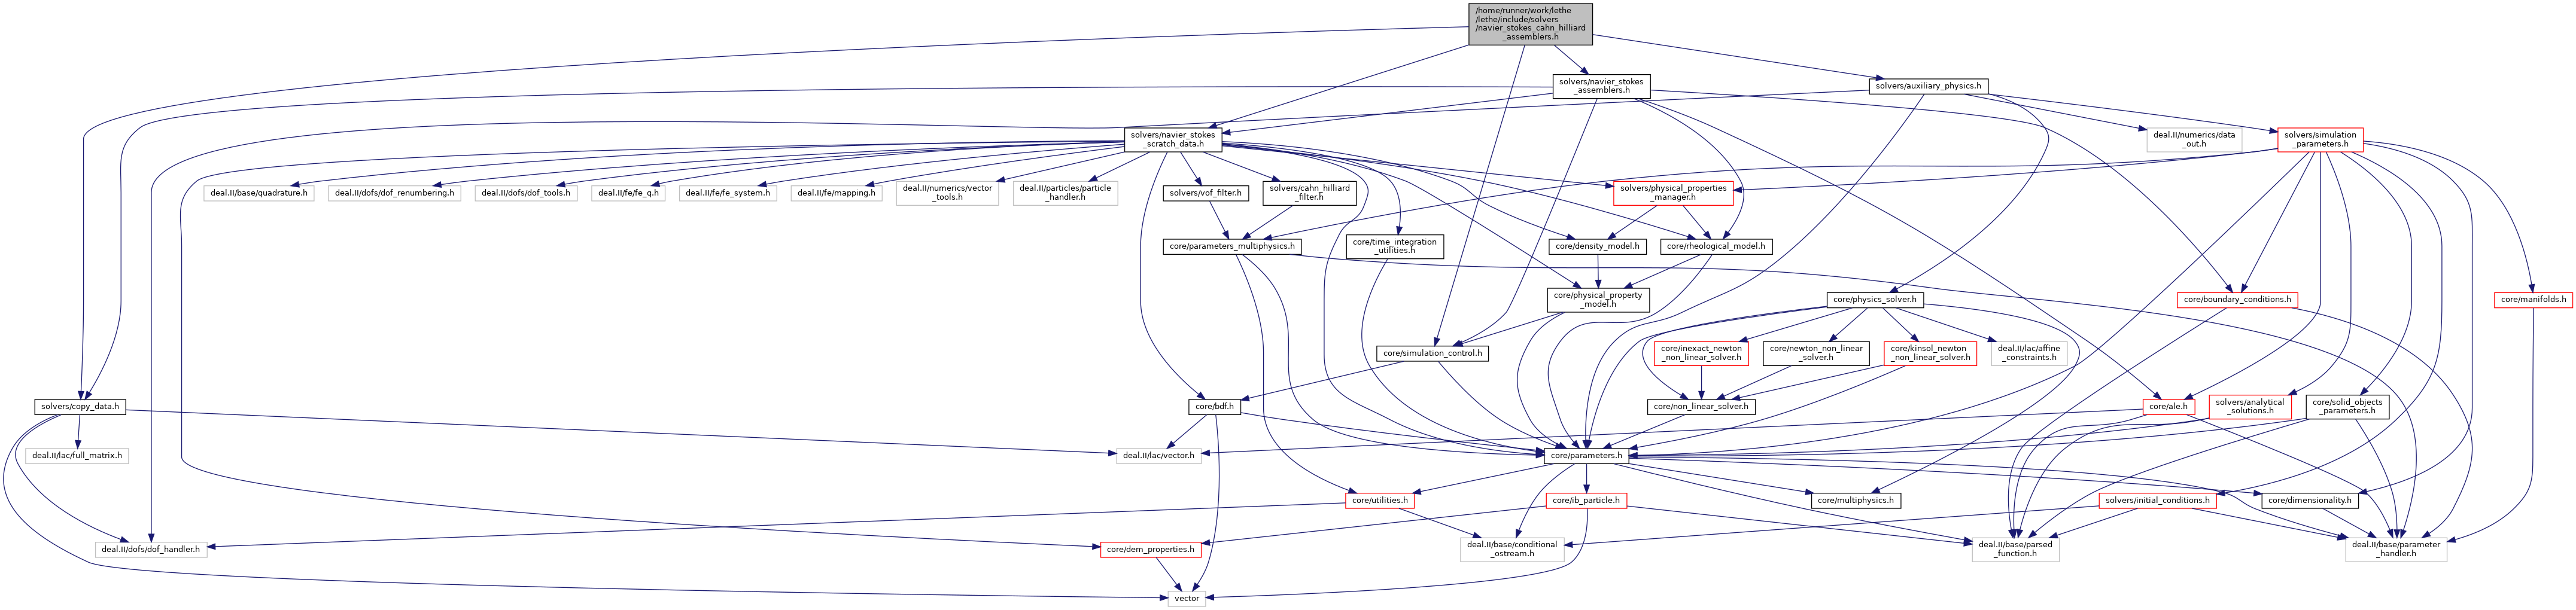 /home/runner/work/lethe
/lethe/include/solvers
/navier_stokes_cahn_hilliard
_assemblers.h
solvers/navier_stokes
_assemblers.h
solvers/auxiliary_physics.h
solvers/navier_stokes
_scratch_data.h
deal.II/numerics/data
_out.h
solvers/simulation
_parameters.h
deal.II/base/quadrature.h
deal.II/dofs/dof_renumbering.h
deal.II/dofs/dof_tools.h
deal.II/fe/fe_q.h
deal.II/fe/fe_system.h
deal.II/fe/mapping.h
deal.II/numerics/vector
_tools.h
deal.II/particles/particle
_handler.h
solvers/vof_filter.h
solvers/cahn_hilliard
_filter.h
solvers/physical_properties
_manager.h
core/parameters_multiphysics.h
core/time_integration
_utilities.h
core/density_model.h
core/rheological_model.h
core/physical_property
_model.h
core/physics_solver.h
core/boundary_conditions.h
core/manifolds.h
core/simulation_control.h
core/inexact_newton
_non_linear_solver.h
core/newton_non_linear
_solver.h
core/kinsol_newton
_non_linear_solver.h
deal.II/lac/affine
_constraints.h
solvers/copy_data.h
core/bdf.h
core/non_linear_solver.h
core/ale.h
solvers/analytical
_solutions.h
core/solid_objects
_parameters.h
deal.II/lac/full_matrix.h
deal.II/lac/vector.h
core/parameters.h
core/utilities.h
core/ib_particle.h
core/multiphysics.h
solvers/initial_conditions.h
core/dimensionality.h
deal.II/dofs/dof_handler.h
core/dem_properties.h
deal.II/base/conditional
_ostream.h
deal.II/base/parsed
_function.h
deal.II/base/parameter
_handler.h
vector